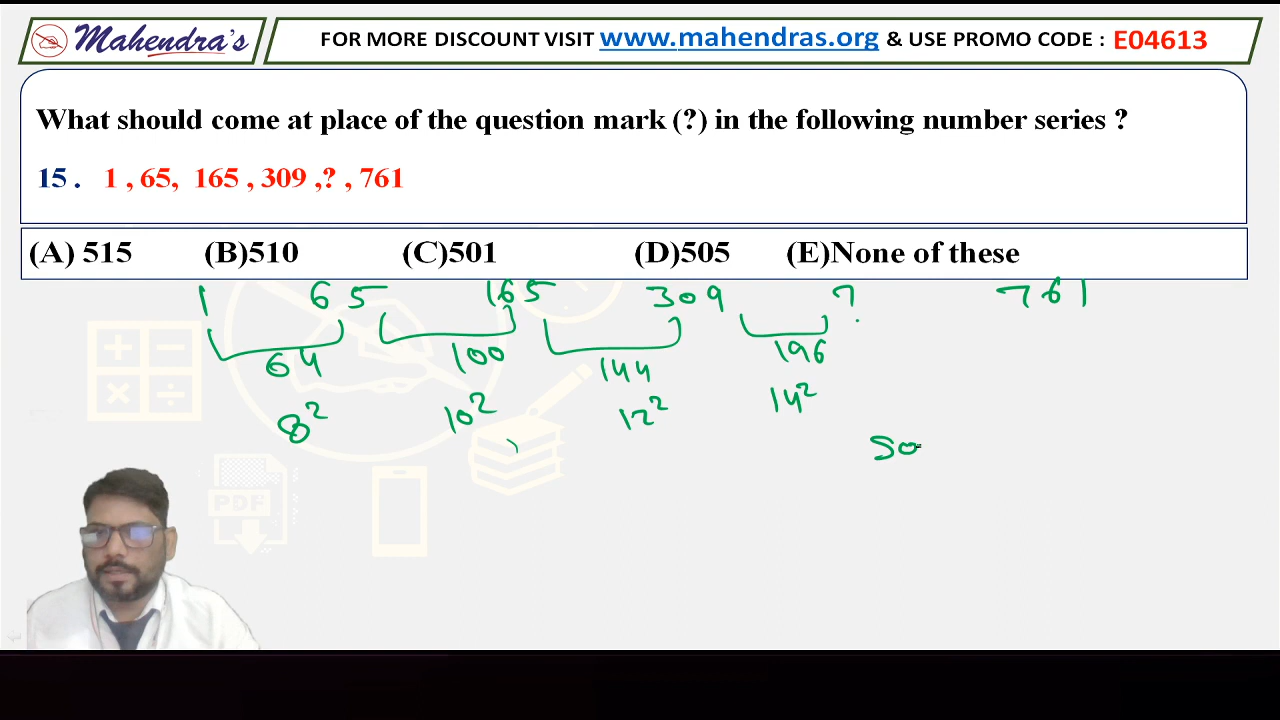 Mahendra's
FOR MORE DISCOUNT VISIT www.mahendras.org & USE PROMO CODE : E04613
What should come at place of the question mark (?) in the following number series ?
15 . 1 , 65, 165 , 309 ,? , 761
(A) 515 (B)510 (C)501 (D)505 (E)None of these
1 65 165 309 ? 761
64 100 144 196
8² 10² 12² 14²
50
PDF